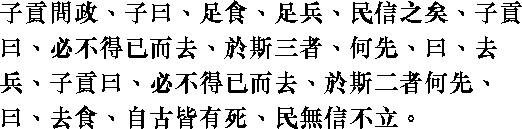 子貢問政、子曰、足食、足兵、民信之矣、子貢
曰、必不得已而去、於斯三者、何先、曰、去
兵、子貢曰、必不得已而去、於斯二者何先、
曰、去食、自古皆有死、民無信不立。